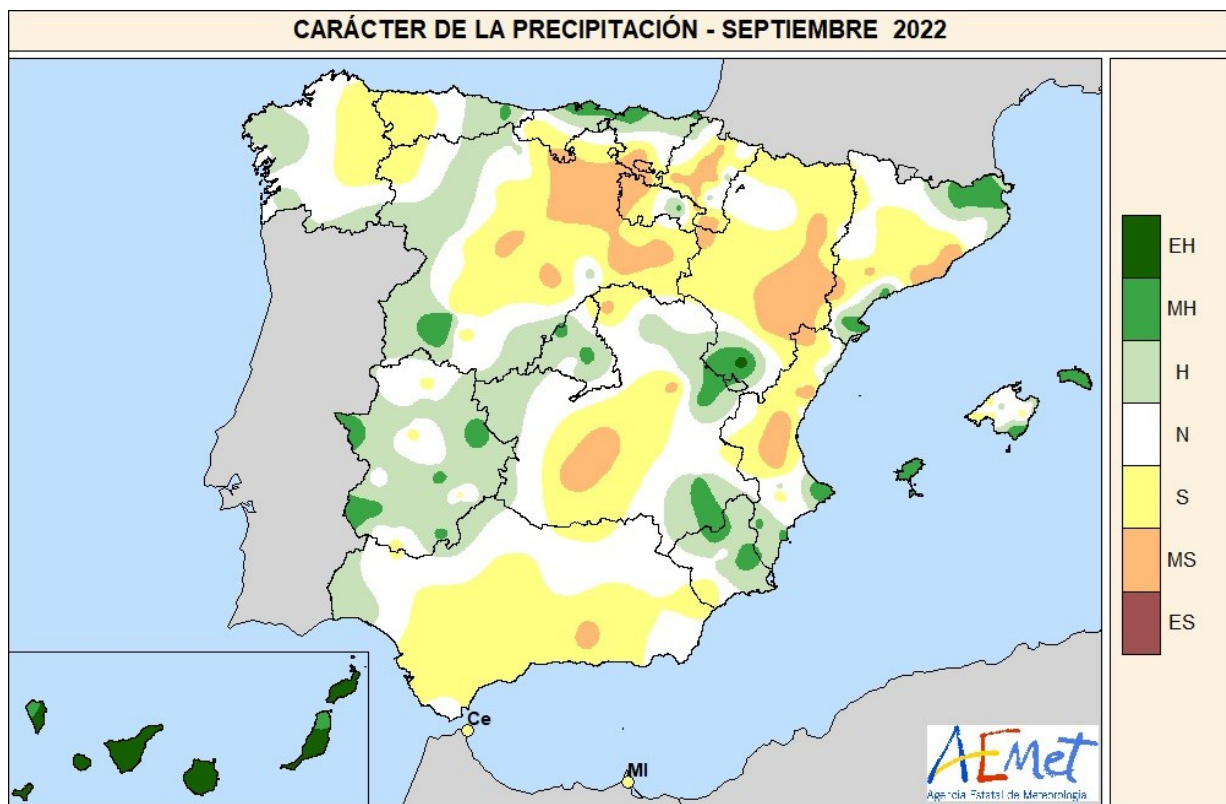 CARÁCTER DE LA PRECIPITACIÓN - SEPTIEMBRE 2022
EH
MH
H
N
S
MS
ES
Ce
Ml
AEMet
Agencia Estatal de Meteorología